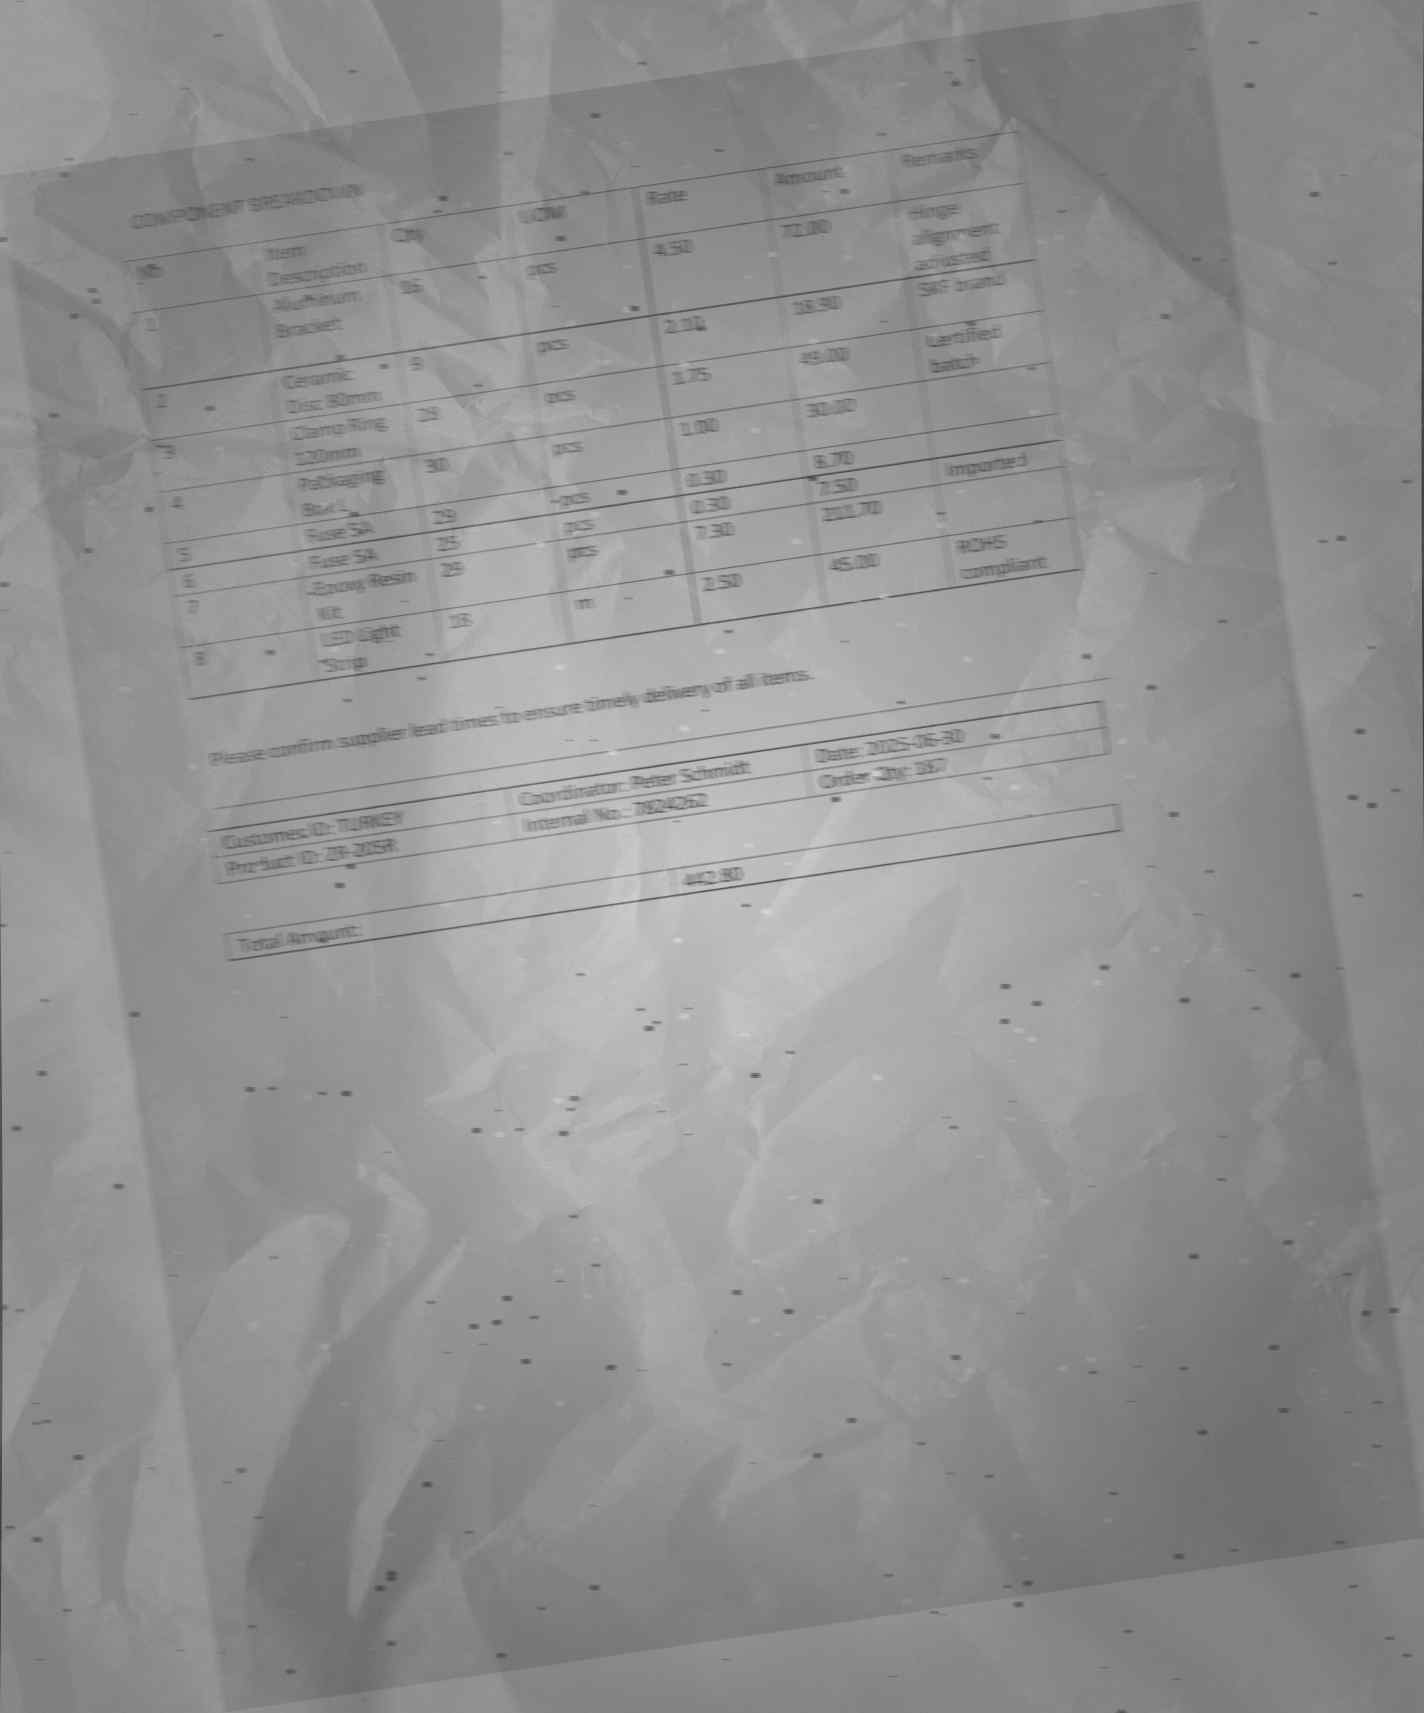 COMPONENT BREAKDOWN
№ Item Description Qty UOM Rate Amount Remarks
1 Aluminum Bracket 16 pcs 4.50 72.00 Hinge alignment adjusted
2 Ceramic Disc 80mm 9 pcs 2.10 18.90 SKF brand
3 Clamp Ring 120mm 28 pcs 1.75 49.00 Certified batch
4 Packaging Box L 30 pcs 1.00 30.00
5 Fuse 5A 29 pcs 0.30 8.70
6 Fuse 5A 25 pcs 0.30 7.50 Imported
7 Epoxy Resin Kit 29 pcs 7.30 211.70
8 LED Light Strip 18 m 2.50 45.00 ROHS compliant
Please confirm supplier lead times to ensure timely delivery of all items.
Customer ID: TURKEY Coordinator: Peter Schmidt Date: 2025-06-30
Product ID: Internal No.: Order Qty:
Total Amount: 442.80